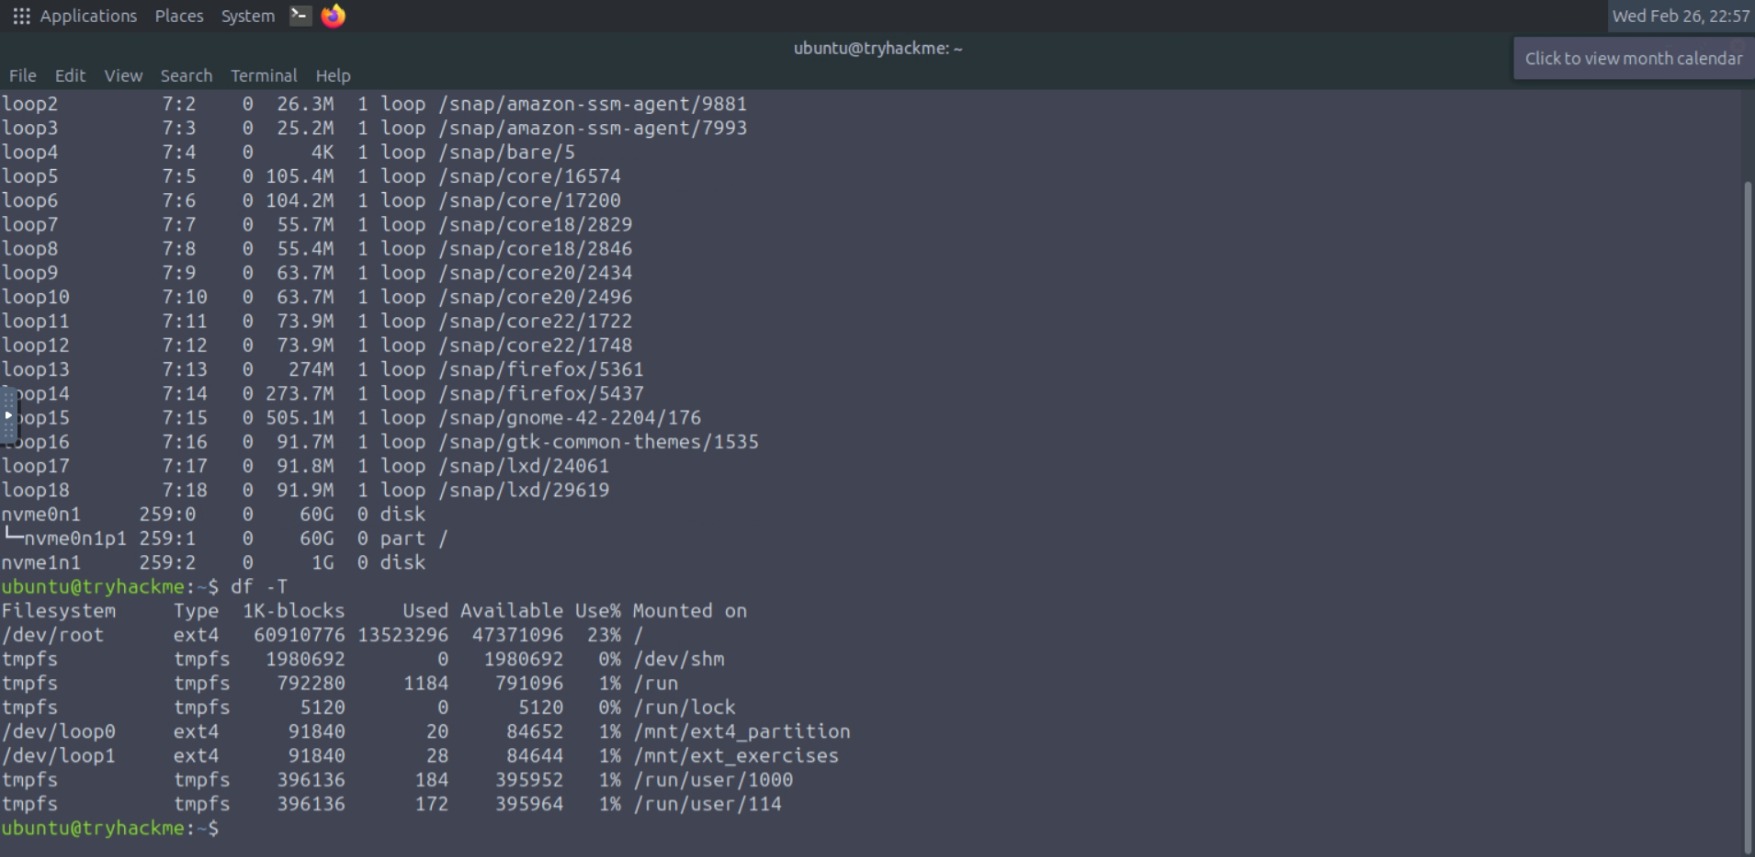 Applications Places System Wed Feb 26, 22:57
ubuntu@tryhackme: ~
Click to view month calendar
File Edit View Search Terminal Help
loop2         7:2    0  26.3M  1 loop /snap/amazon-ssm-agent/9881
loop3         7:3    0  25.2M  1 loop /snap/amazon-ssm-agent/7993
loop4         7:4    0     4K  1 loop /snap/bare/5
loop5         7:5    0 105.4M  1 loop /snap/core/16574
loop6         7:6    0 104.2M  1 loop /snap/core/17200
loop7         7:7    0  55.7M  1 loop /snap/core18/2829
loop8         7:8    0  55.4M  1 loop /snap/core18/2846
loop9         7:9    0  63.7M  1 loop /snap/core20/2434
loop10        7:10   0  63.7M  1 loop /snap/core20/2496
loop11        7:11   0  73.9M  1 loop /snap/core22/1722
loop12        7:12   0  73.9M  1 loop /snap/core22/1748
loop13        7:13   0   274M  1 loop /snap/firefox/5361
oop14        7:14   0 273.7M  1 loop /snap/firefox/5437
oop15        7:15   0 505.1M  1 loop /snap/gnome-42-2204/176
oop16        7:16   0  91.7M  1 loop /snap/gtk-common-themes/1535
loop17        7:17   0  91.8M  1 loop /snap/lxd/24061
loop18        7:18   0  91.9M  1 loop /snap/lxd/29619
nvme0n1     259:0    0    60G  0 disk
└─nvme0n1p1 259:1    0    60G  0 part /
nvme1n1     259:2    0     1G  0 disk
ubuntu@tryhackme:~$ df -T
Filesystem     Type  1K-blocks     Used Available Use% Mounted on
/dev/root      ext4   60910776 13523296  47371096  23% /
tmpfs          tmpfs   1980692        0   1980692   0% /dev/shm
tmpfs          tmpfs    792280     1184    791096   1% /run
tmpfs          tmpfs      5120        0      5120   0% /run/lock
/dev/loop0     ext4      91840       20     84652   1% /mnt/ext4_partition
/dev/loop1     ext4      91840       28     84644   1% /mnt/ext_exercises
tmpfs          tmpfs    396136      184    395952   1% /run/user/1000
tmpfs          tmpfs    396136      172    395964   1% /run/user/114
ubuntu@tryhackme:~$